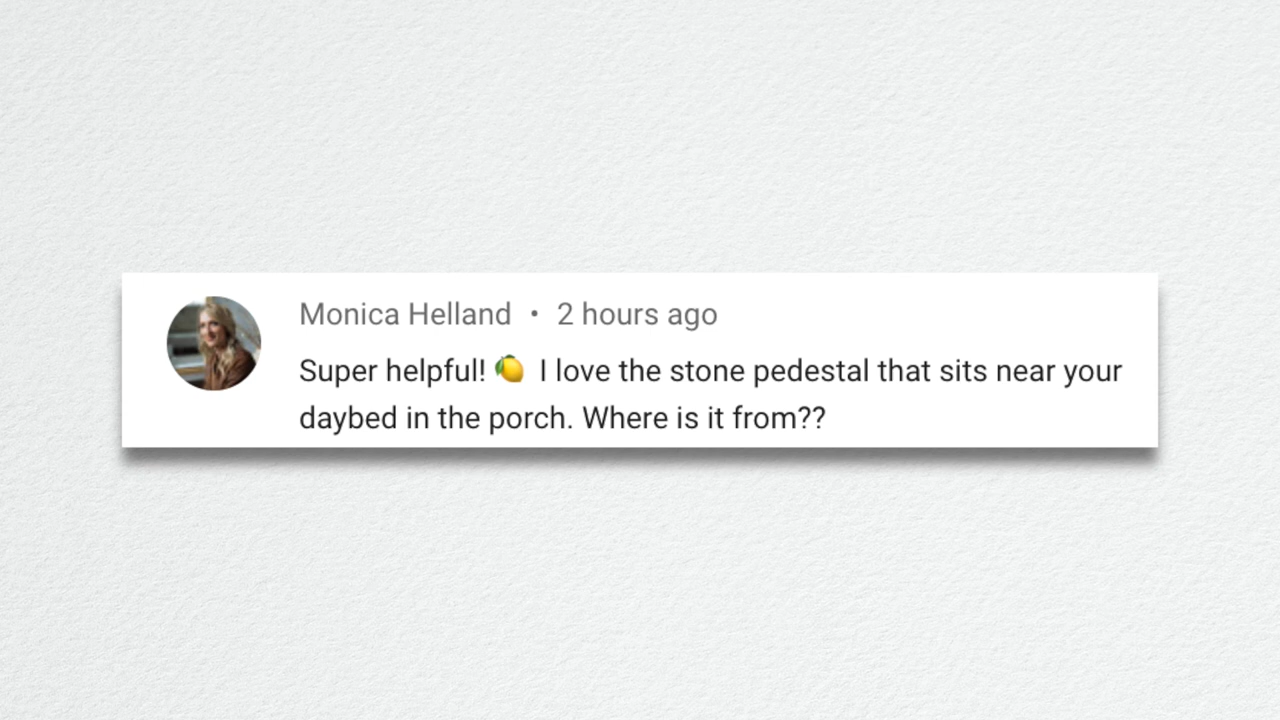 Monica Helland • 2 hours ago
Super helpful! 🍋 I love the stone pedestal that sits near your
daybed in the porch. Where is it from??